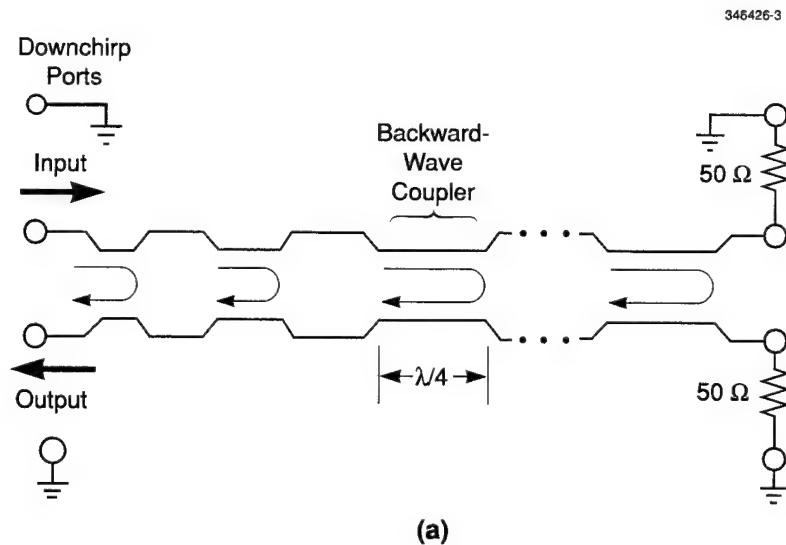 346426-3
Downchirp
Ports
Input
Backward-
Wave
Coupler
50 Ω
λ/4
Output
50 Ω
(a)